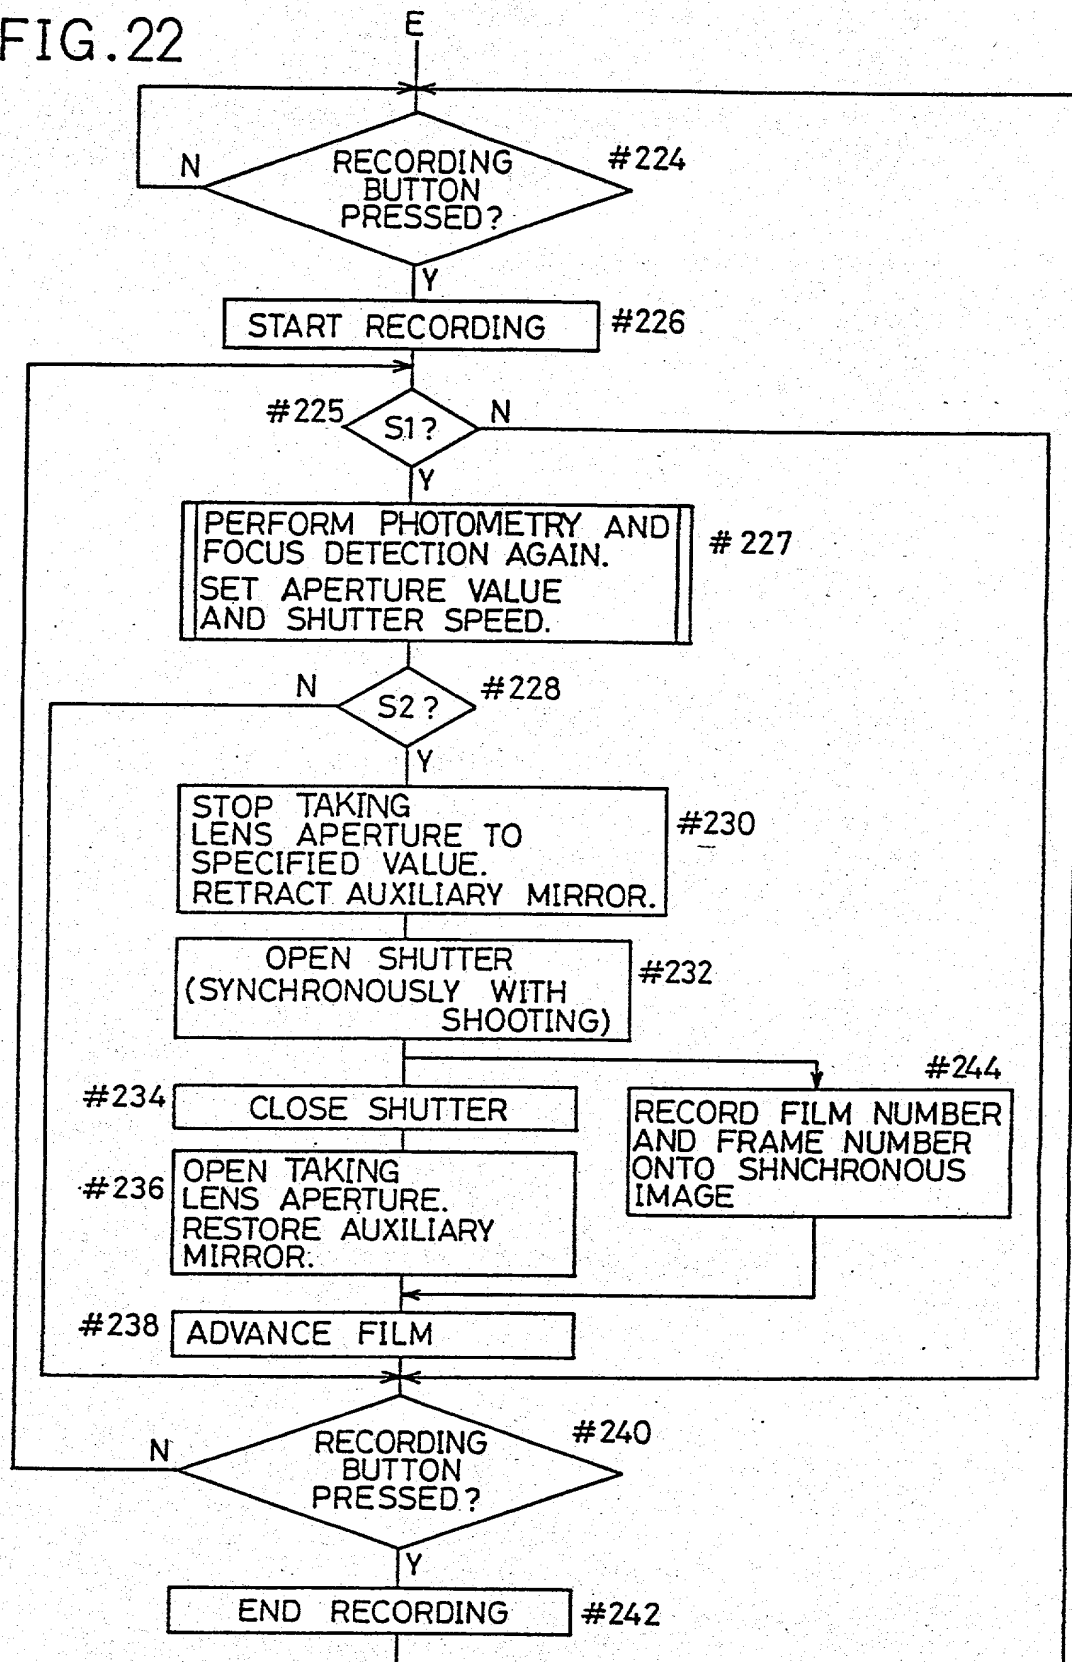 FIG.22
E
RECORDING
BUTTON
PRESSED?
#224
N
Y
START RECORDING
#226
#225
S1?
N
Y
PERFORM PHOTOMETRY AND
FOCUS DETECTION AGAIN.
SET APERTURE VALUE
AND SHUTTER SPEED.
#227
N
S2?
#228
Y
STOP TAKING
LENS APERTURE TO
SPECIFIED VALUE.
RETRACT AUXILIARY MIRROR.
#230
OPEN SHUTTER
(SYNCHRONOUSLY WITH
SHOOTING)
#232
#234
CLOSE SHUTTER
#244
RECORD FILM NUMBER
AND FRAME NUMBER
ONTO SHNCHRONOUS
IMAGE
#236
OPEN TAKING
LENS APERTURE.
RESTORE AUXILIARY
MIRROR.
#238
ADVANCE FILM
#240
N
RECORDING
BUTTON
PRESSED?
Y
END RECORDING
#242